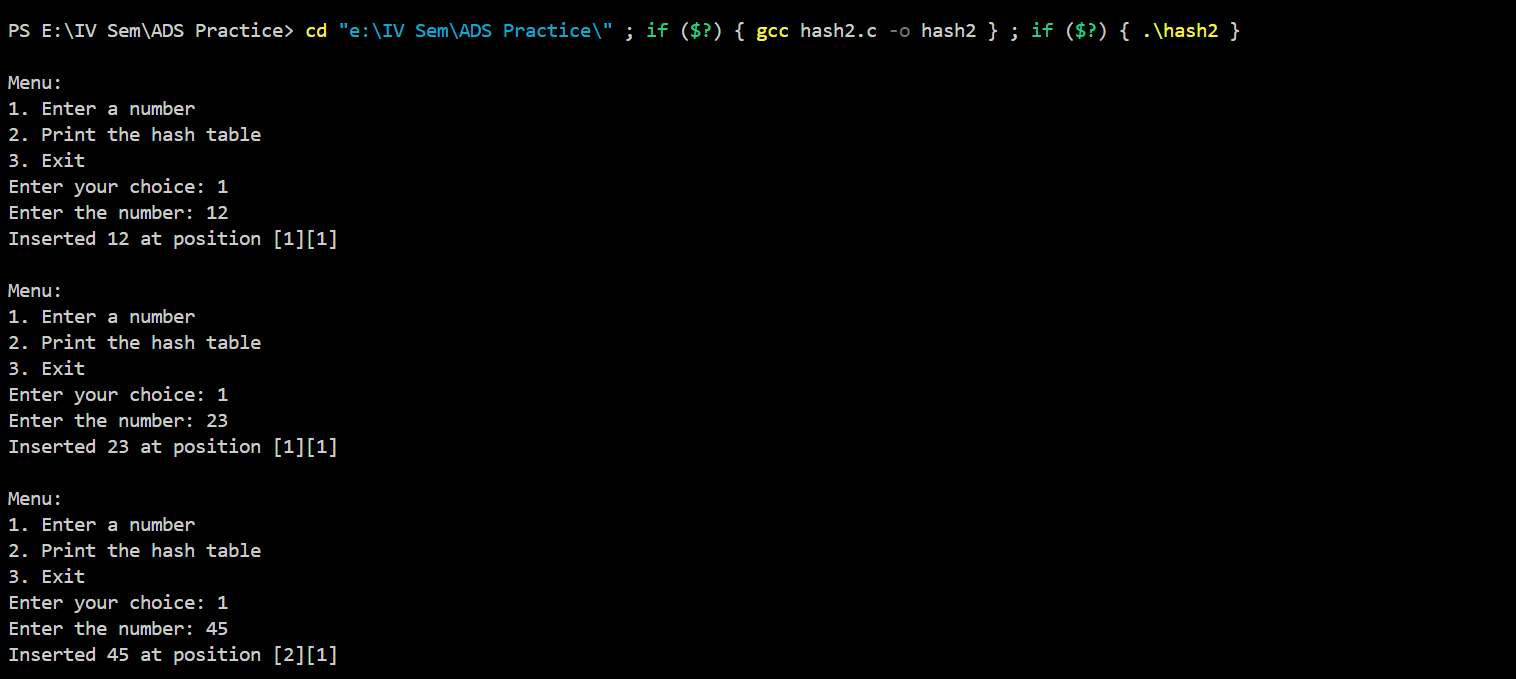 PS E:\IV Sem\ADS Practice> cd "e:\IV Sem\ADS Practice\" ; if ($?) { gcc hash2.c -o hash2 } ; if ($?) { .\hash2 }
Menu:
1. Enter a number
2. Print the hash table
3. Exit
Enter your choice: 1
Enter the number: 12
Inserted 12 at position [1][1]
Menu:
1. Enter a number
2. Print the hash table
3. Exit
Enter your choice: 1
Enter the number: 23
Inserted 23 at position [1][1]
Menu:
1. Enter a number
2. Print the hash table
3. Exit
Enter your choice: 1
Enter the number: 45
Inserted 45 at position [2][1]